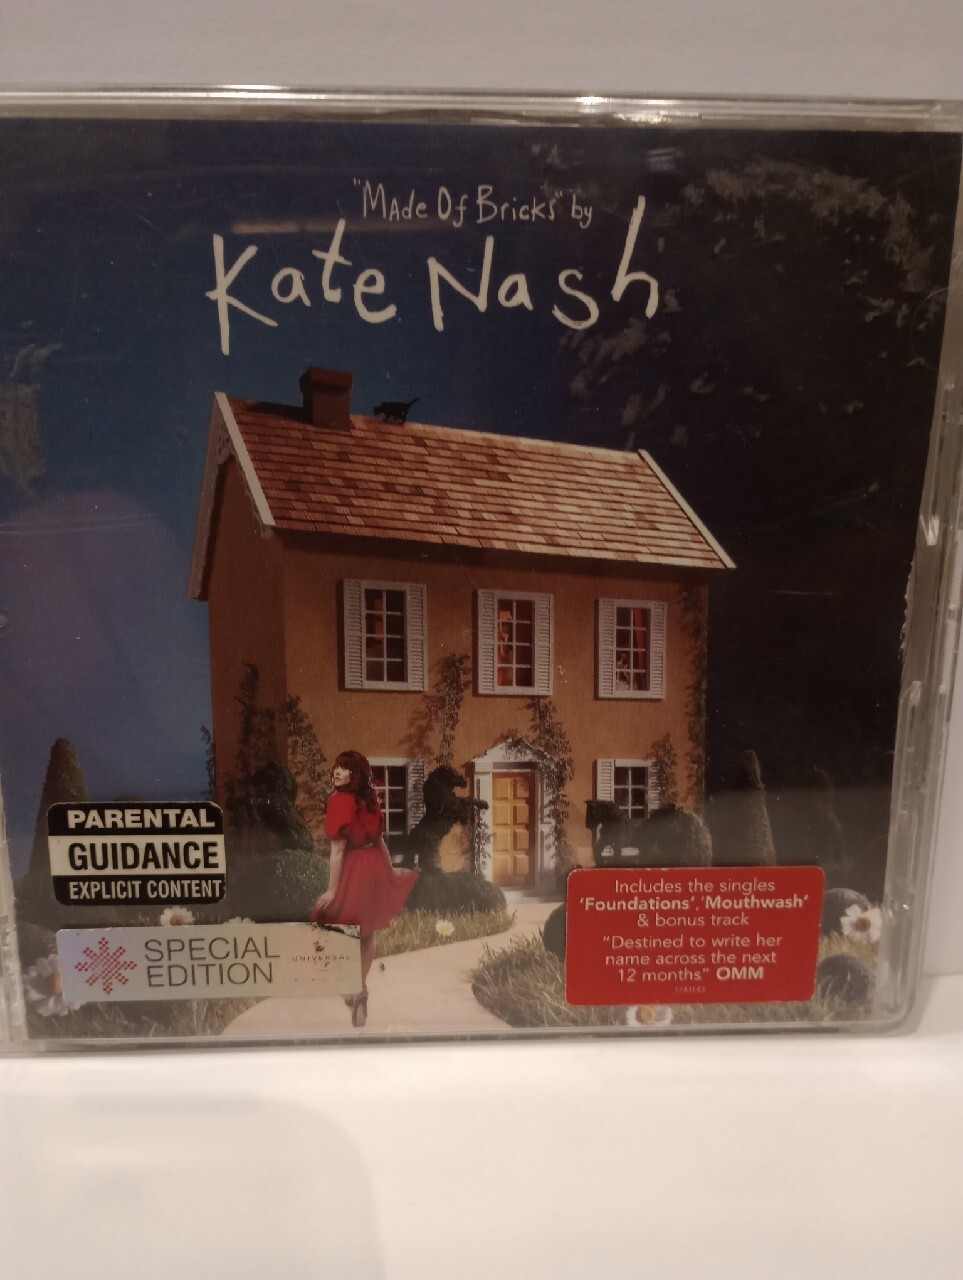 "Made Of Bricks" by
Kate Nash
PARENTAL
GUIDANCE
EXPLICIT CONTENT
SPECIAL
EDITION
UNIVERSAL
Includes the singles
'Foundations', 'Mouthwash'
& bonus track
"Destined to write her
name across the next
12 months" OMM